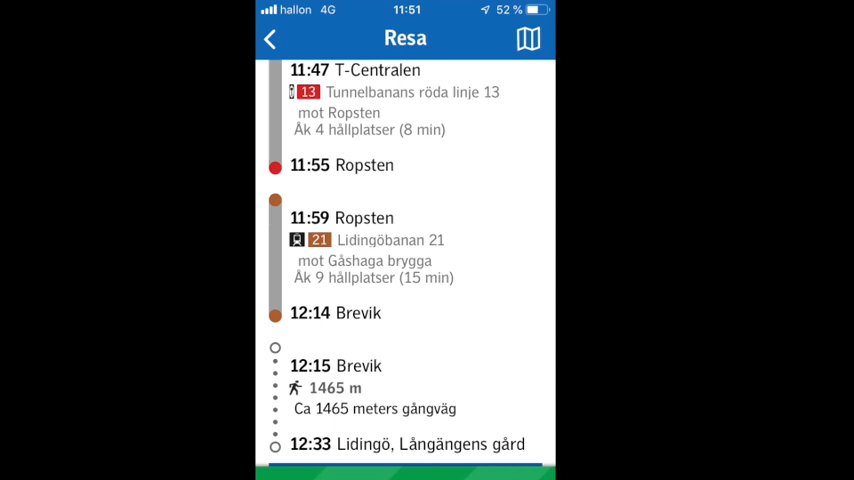 hallon 4G 11:51 52 %
Resa
11:47 T-Centralen
13 Tunnelbanans röda linje 13
mot Ropsten
Åk 4 hållplatser (8 min)
11:55 Ropsten
11:59 Ropsten
21 Lidingöbanan 21
mot Gåshaga brygga
Åk 9 hållplatser (15 min)
12:14 Brevik
12:15 Brevik
1465 m
Ca 1465 meters gångväg
12:33 Lidingö, Långängens gård